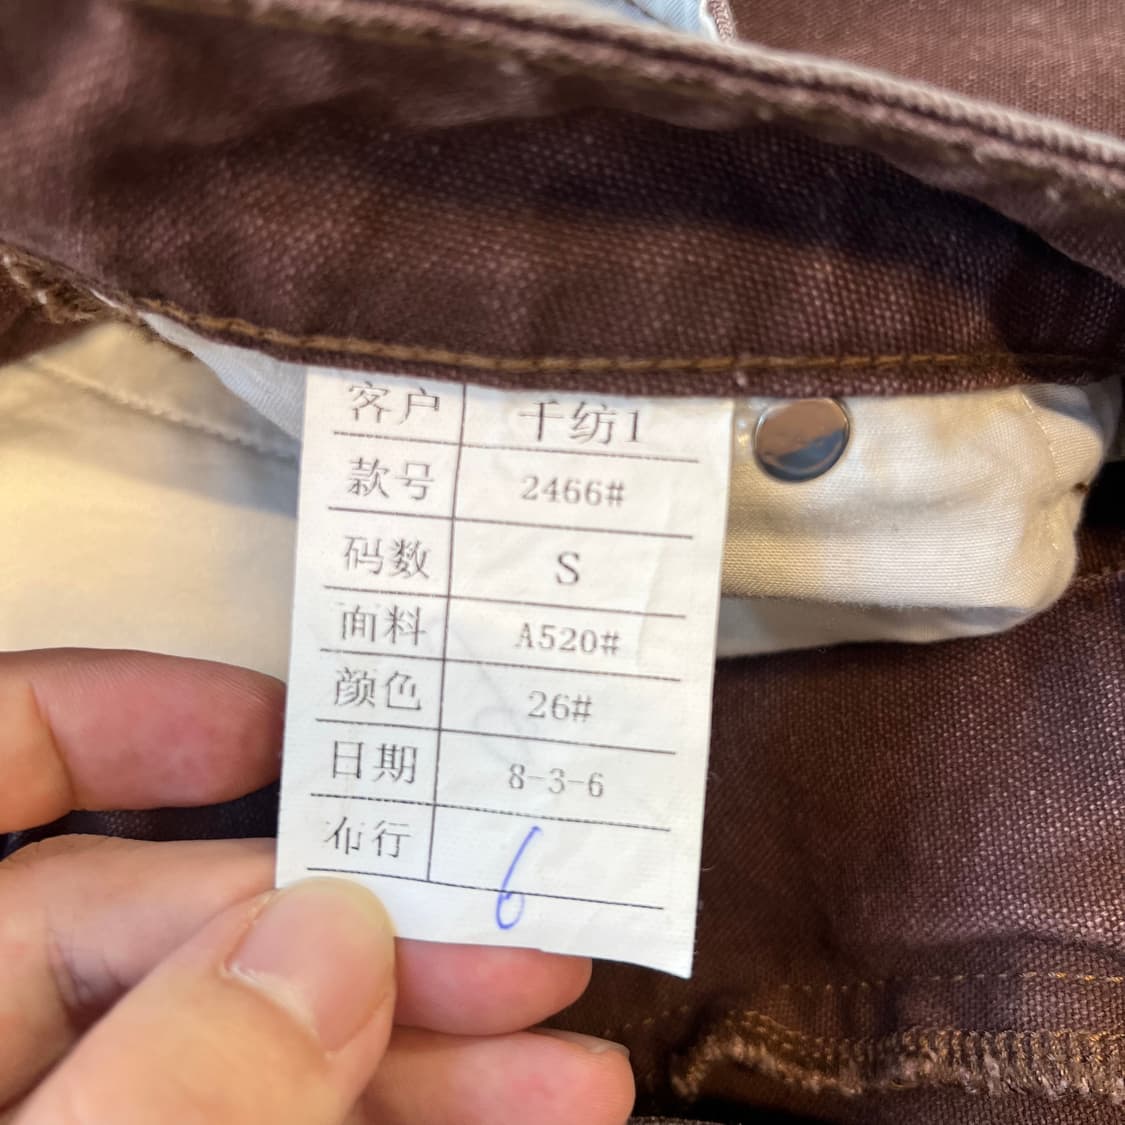 客户 千纺1
款号 2466#
码数 S
面料 A520#
颜色 26#
日期 8-3-6
布行 6